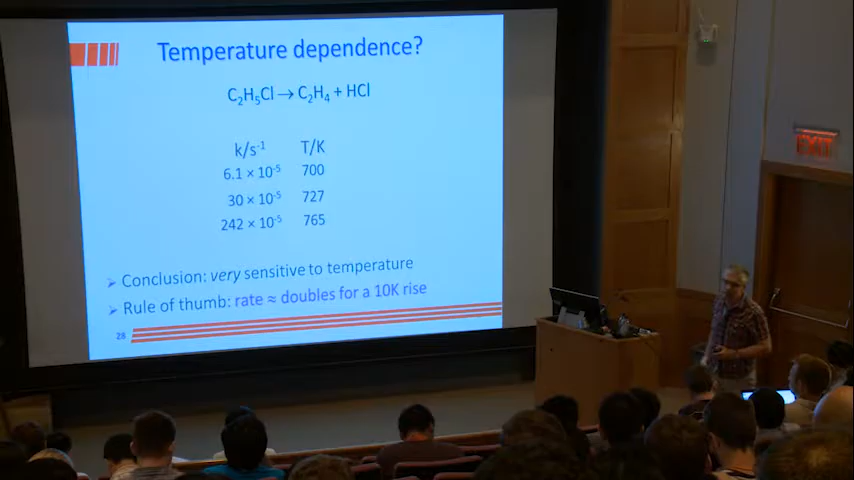 Temperature dependence?
C₂H₅Cl → C₂H₄ + HCl
k/s⁻¹ T/K
6.1 × 10⁻⁵ 700
30 × 10⁻⁵ 727
242 × 10⁻⁵ 765
➢ Conclusion: very sensitive to temperature
➢ Rule of thumb: rate ≈ doubles for a 10K rise
28
EXIT